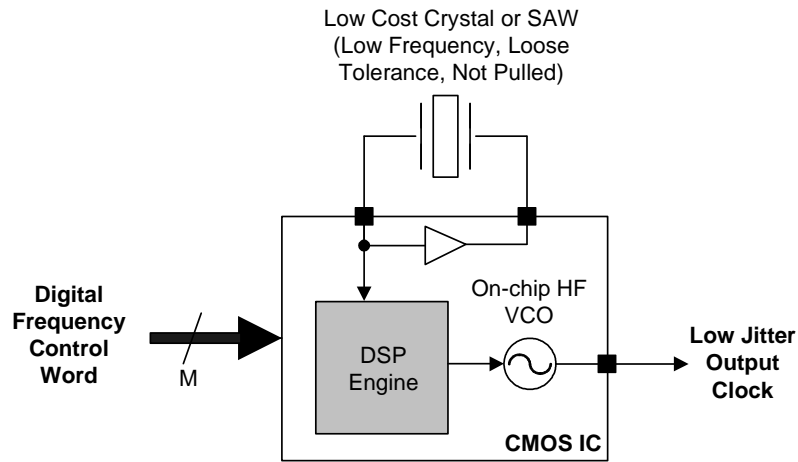 Low Cost Crystal or SAW
(Low Frequency, Loose
Tolerance, Not Pulled)
Digital
Frequency
Control
Word
M
On-chip HF
VCO
DSP
Engine
Low Jitter
Output
Clock
CMOS IC